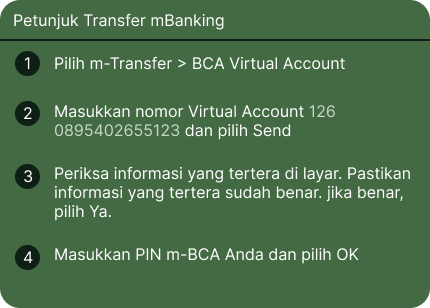 Petunjuk Transfer mBanking
1 Pilih m-Transfer > BCA Virtual Account
2 Masukkan nomor Virtual Account 126
0895402655123 dan pilih Send
3 Periksa informasi yang tertera di layar. Pastikan
informasi yang tertera sudah benar. jika benar,
pilih Ya.
4 Masukkan PIN m-BCA Anda dan pilih OK